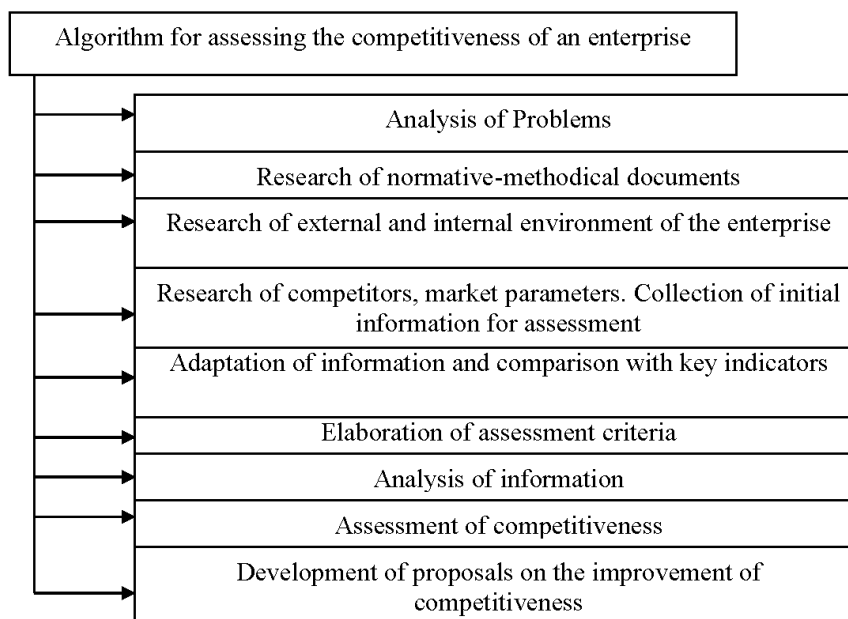 Algorithm for assessing the competitiveness of an enterprise
Analysis of Problems
Research of normative-methodical documents
Research of external and internal environment of the enterprise
Research of competitors, market parameters. Collection of initial
information for assessment
Adaptation of information and comparison with key indicators
Elaboration of assessment criteria
Analysis of information
Assessment of competitiveness
Development of proposals on the improvement of
competitiveness